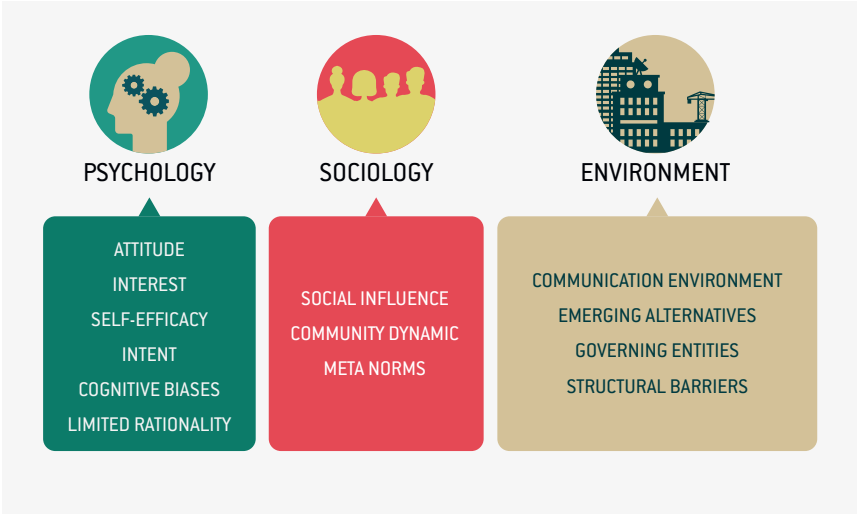 PSYCHOLOGY
ATTITUDE
INTEREST
SELF-EFFICACY
INTENT
COGNITIVE BIASES
LIMITED RATIONALITY
SOCIOLOGY
SOCIAL INFLUENCE
COMMUNITY DYNAMIC
META NORMS
ENVIRONMENT
COMMUNICATION ENVIRONMENT
EMERGING ALTERNATIVES
GOVERNING ENTITIES
STRUCTURAL BARRIERS